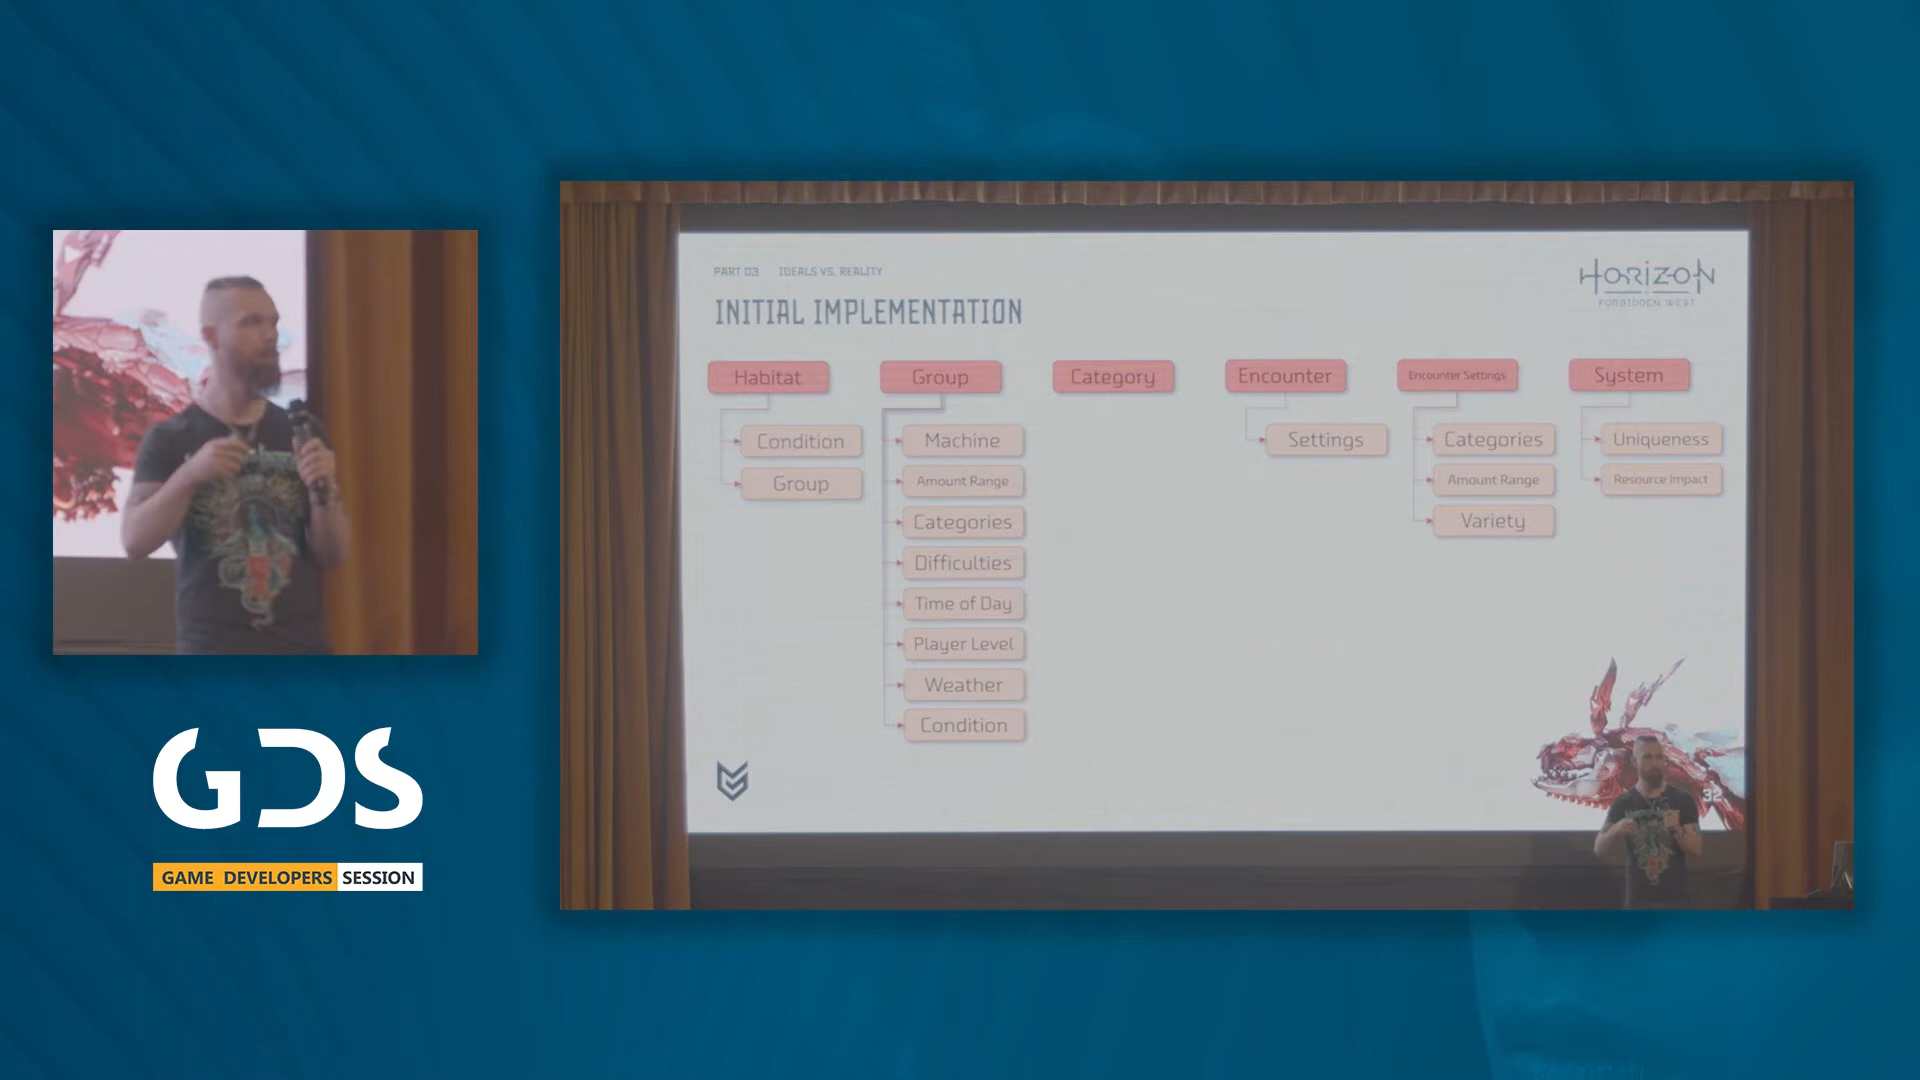 PART 03 IDEALS VS. REALITY
INITIAL IMPLEMENTATION
HORIZON
FORBIDDEN WEST
Habitat
Condition
Group
Group
Machine
Amount Range
Categories
Difficulties
Time of Day
Player Level
Weather
Condition
Category
Encounter
Settings
Encounter Settings
Categories
Amount Range
Variety
System
Uniqueness
Resource Impact
32
GDS
GAME DEVELOPERS SESSION